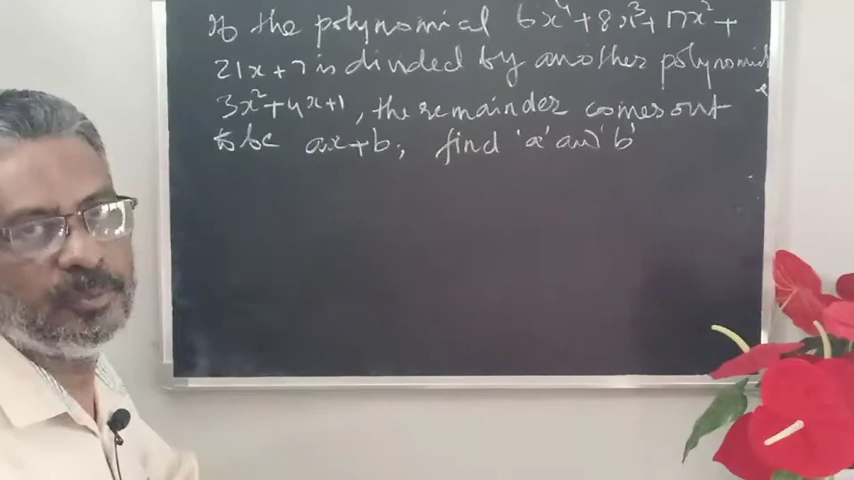 If the polynomial 6x⁴+8x³+17x²+
21x+7 is divided by another polynomial
3x²+4x+1, the remainder comes out
to be ax+b; find 'a' and 'b'